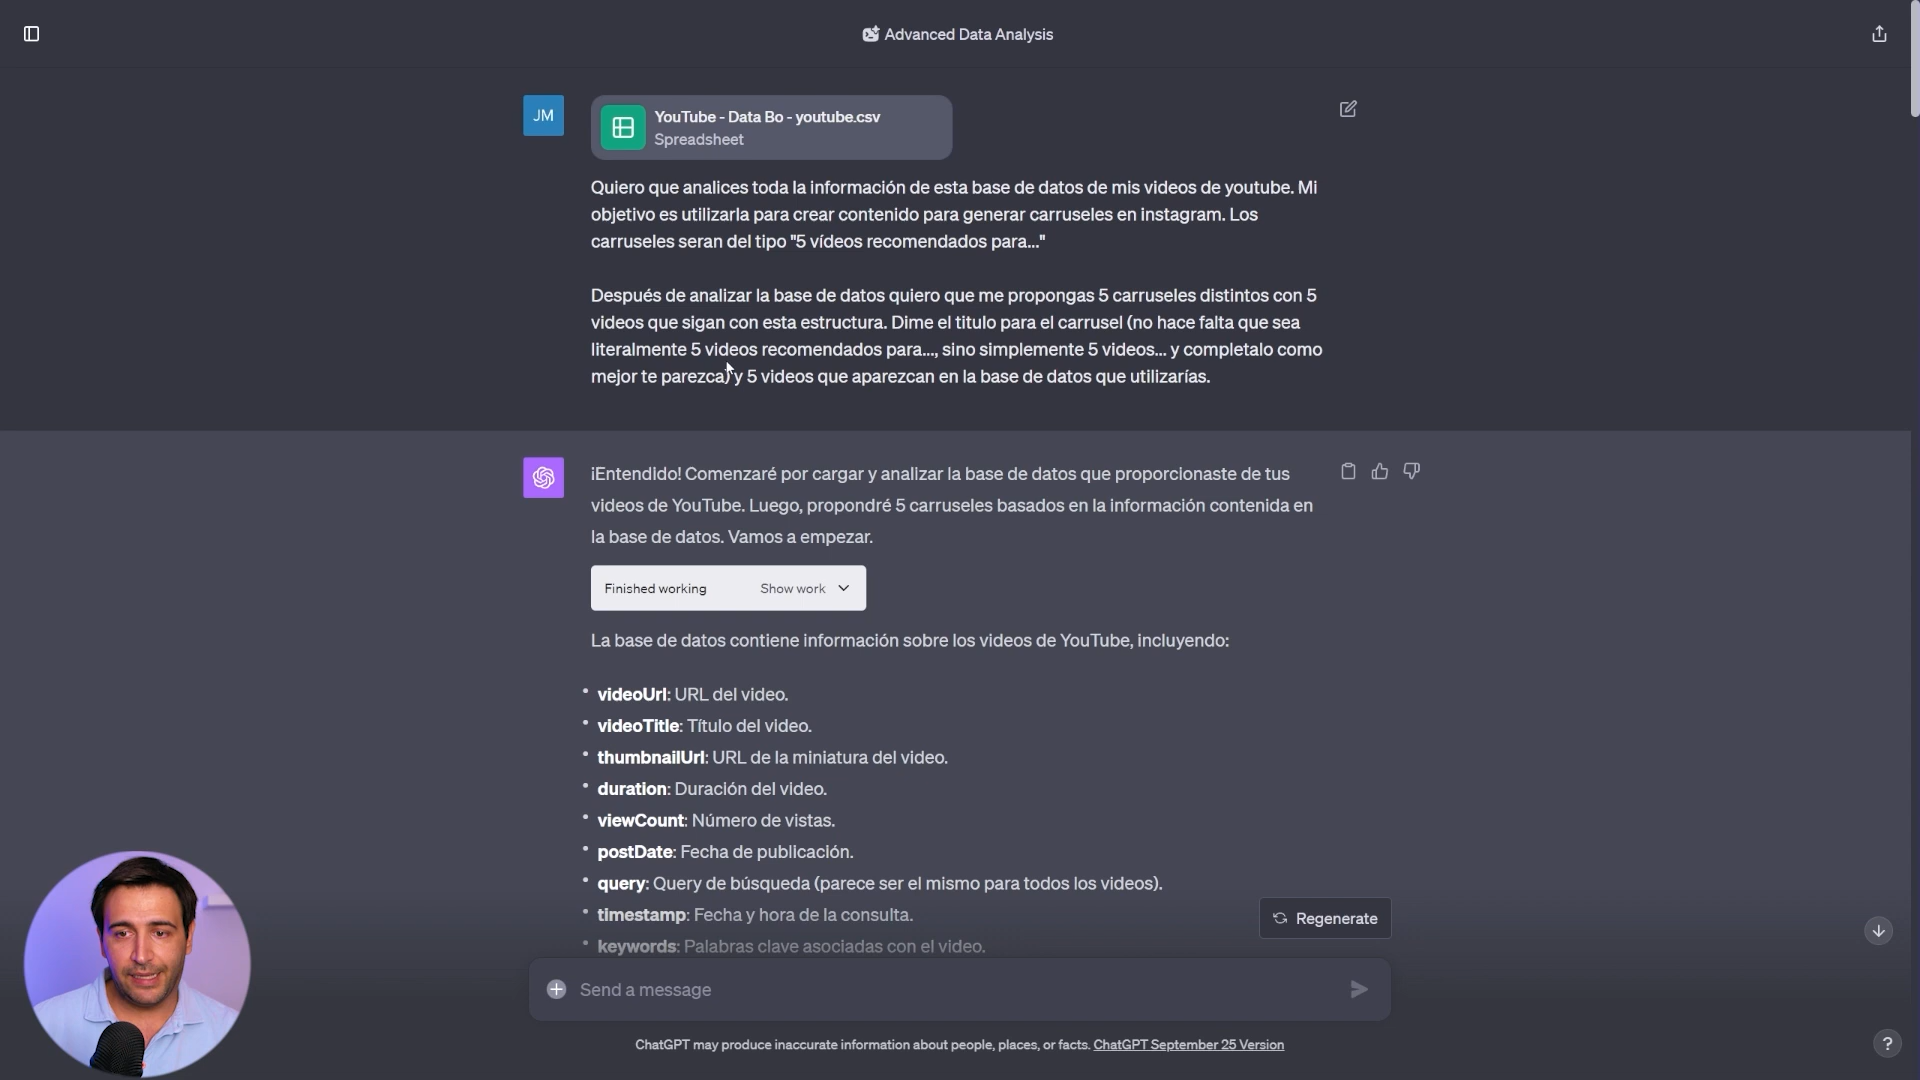 Advanced Data Analysis
JM
YouTube - Data Bo - youtube.csv
Spreadsheet
Quiero que analices toda la información de esta base de datos de mis videos de youtube. Mi
objetivo es utilizarla para crear contenido para generar carruseles en instagram. Los
carruseles seran del tipo "5 vídeos recomendados para..."
Después de analizar la base de datos quiero que me propongas 5 carruseles distintos con 5
videos que sigan con esta estructura. Dime el titulo para el carrusel (no hace falta que sea
literalmente 5 videos recomendados para..., sino simplemente 5 videos... y completalo como
mejor te parezca) y 5 videos que aparezcan en la base de datos que utilizarías.
¡Entendido! Comenzaré por cargar y analizar la base de datos que proporcionaste de tus
videos de YouTube. Luego, propondré 5 carruseles basados en la información contenida en
la base de datos. Vamos a empezar.
Finished working Show work
La base de datos contiene información sobre los videos de YouTube, incluyendo:
• videoUrl: URL del video.
• videoTitle: Título del video.
• thumbnailUrl: URL de la miniatura del video.
• duration: Duración del video.
• viewCount: Número de vistas.
• postDate: Fecha de publicación.
• query: Query de búsqueda (parece ser el mismo para todos los videos).
• timestamp: Fecha y hora de la consulta.
• keywords: Palabras clave asociadas con el video.
Regenerate
Send a message
ChatGPT may produce inaccurate information about people, places, or facts. ChatGPT September 25 Version
?